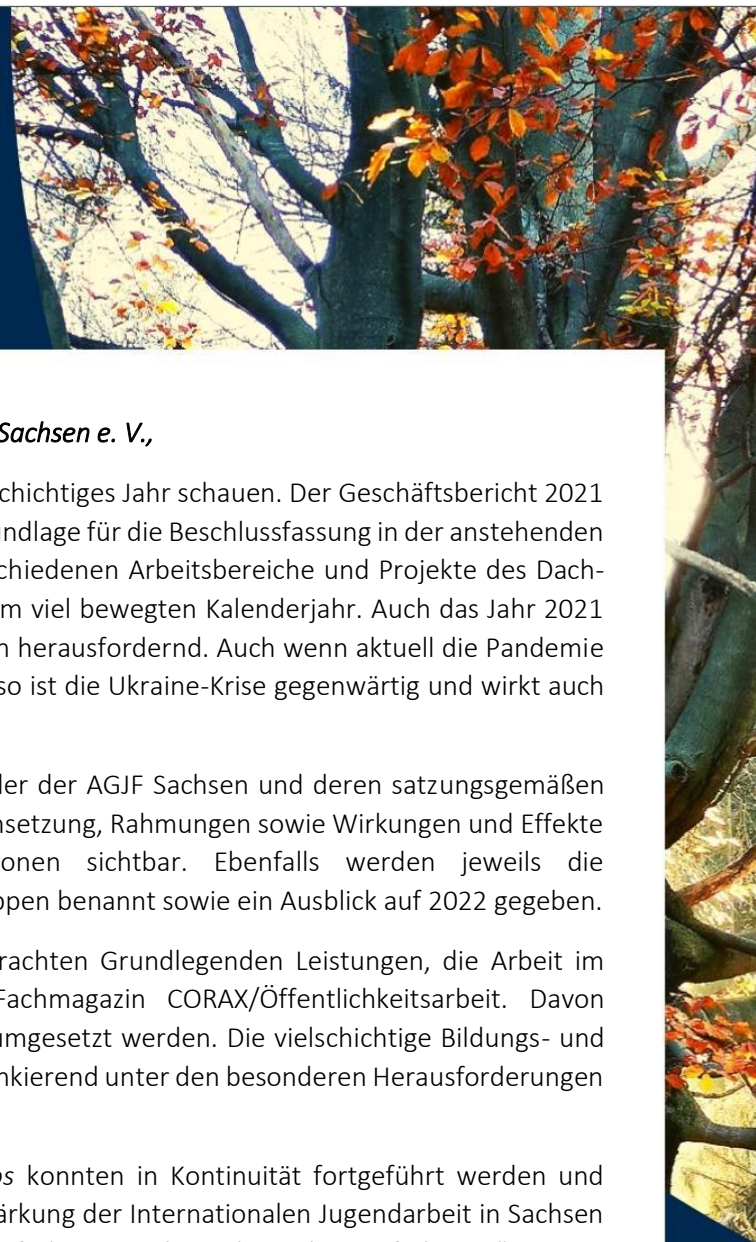 Sachsen e. V.,
chichtiges Jahr schauen. Der Geschäftsbericht 2021
ndlage für die Beschlussfassung in der anstehenden
chiedenen Arbeitsbereiche und Projekte des Dach-
m viel bewegten Kalenderjahr. Auch das Jahr 2021
n herausfordernd. Auch wenn aktuell die Pandemie
so ist die Ukraine-Krise gegenwärtig und wirkt auch
der der AGJF Sachsen und deren satzungsgemäßen
nsetzung, Rahmungen sowie Wirkungen und Effekte
onen sichtbar. Ebenfalls werden jeweils die
ppen benannt sowie ein Ausblick auf 2022 gegeben.
rachten Grundlegenden Leistungen, die Arbeit im
Fachmagazin CORAX/Öffentlichkeitsarbeit. Davon
umgesetzt werden. Die vielschichtige Bildungs- und
nkierend unter den besonderen Herausforderungen
os konnten in Kontinuität fortgeführt werden und
ärkung der Internationalen Jugendarbeit in Sachsen